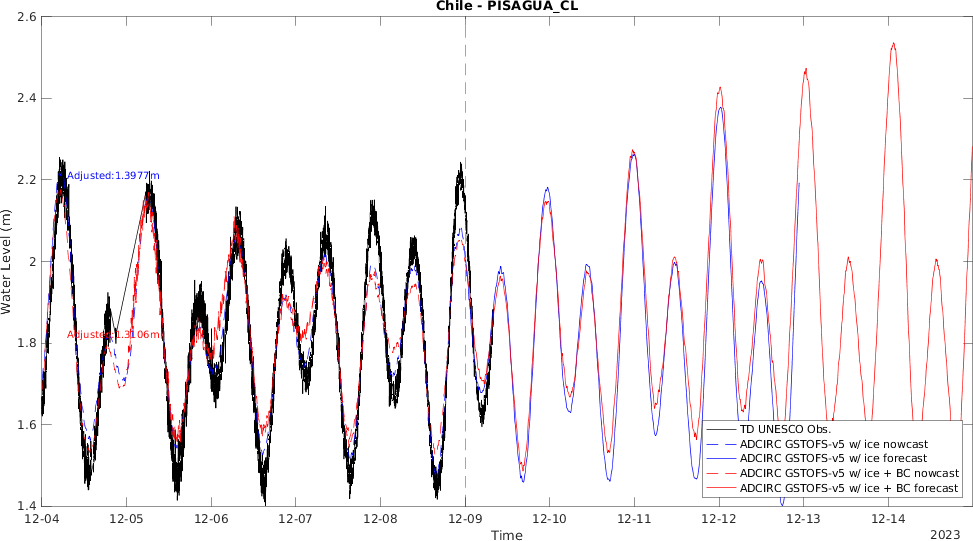 Chile - PISAGUA_CL
2.6
2.4
2.2
2
1.8
1.6
1.4
Water Level (m)
Adjusted:1.3977m
Adjusted:1.3106m
TD UNESCO Obs.
ADCIRC GSTOFS-v5 w/ ice nowcast
ADCIRC GSTOFS-v5 w/ ice forecast
ADCIRC GSTOFS-v5 w/ ice + BC nowcast
ADCIRC GSTOFS-v5 w/ ice + BC forecast
12-04 12-05 12-06 12-07 12-08 12-09 12-10 12-11 12-12 12-13 12-14
Time
2023